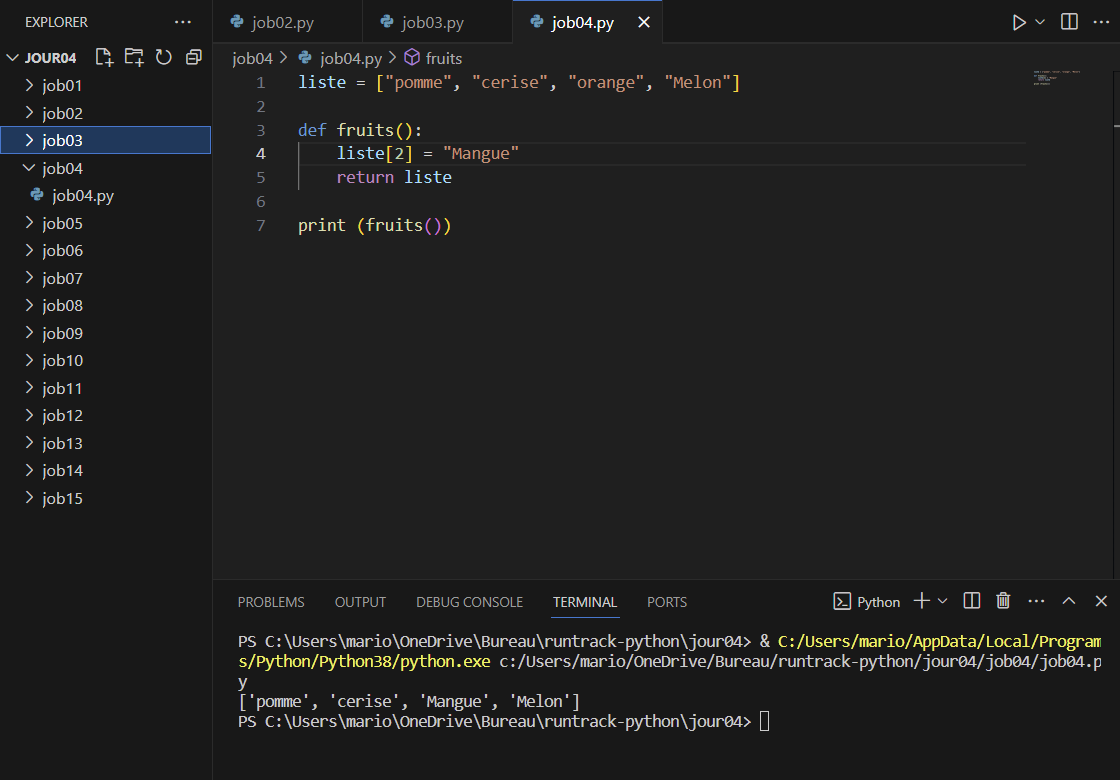 EXPLORER ...
JOUR04
job01
job02
job03
job04
job04.py
job05
job06
job07
job08
job09
job10
job11
job12
job13
job14
job15
job02.py job03.py job04.py
job04 > job04.py > fruits
1 liste = ["pomme", "cerise", "orange", "Melon"]
2
3 def fruits():
4     liste[2] = "Mangue"
5     return liste
6
7 print (fruits())
PROBLEMS OUTPUT DEBUG CONSOLE TERMINAL PORTS Python
PS C:\Users\mario\OneDrive\Bureau\runtrack-python\jour04> & C:/Users/mario/AppData/Local/Program
s/Python/Python38/python.exe c:/Users/mario/OneDrive/Bureau/runtrack-python/jour04/job04/job04.p
y
['pomme', 'cerise', 'Mangue', 'Melon']
PS C:\Users\mario\OneDrive\Bureau\runtrack-python\jour04>